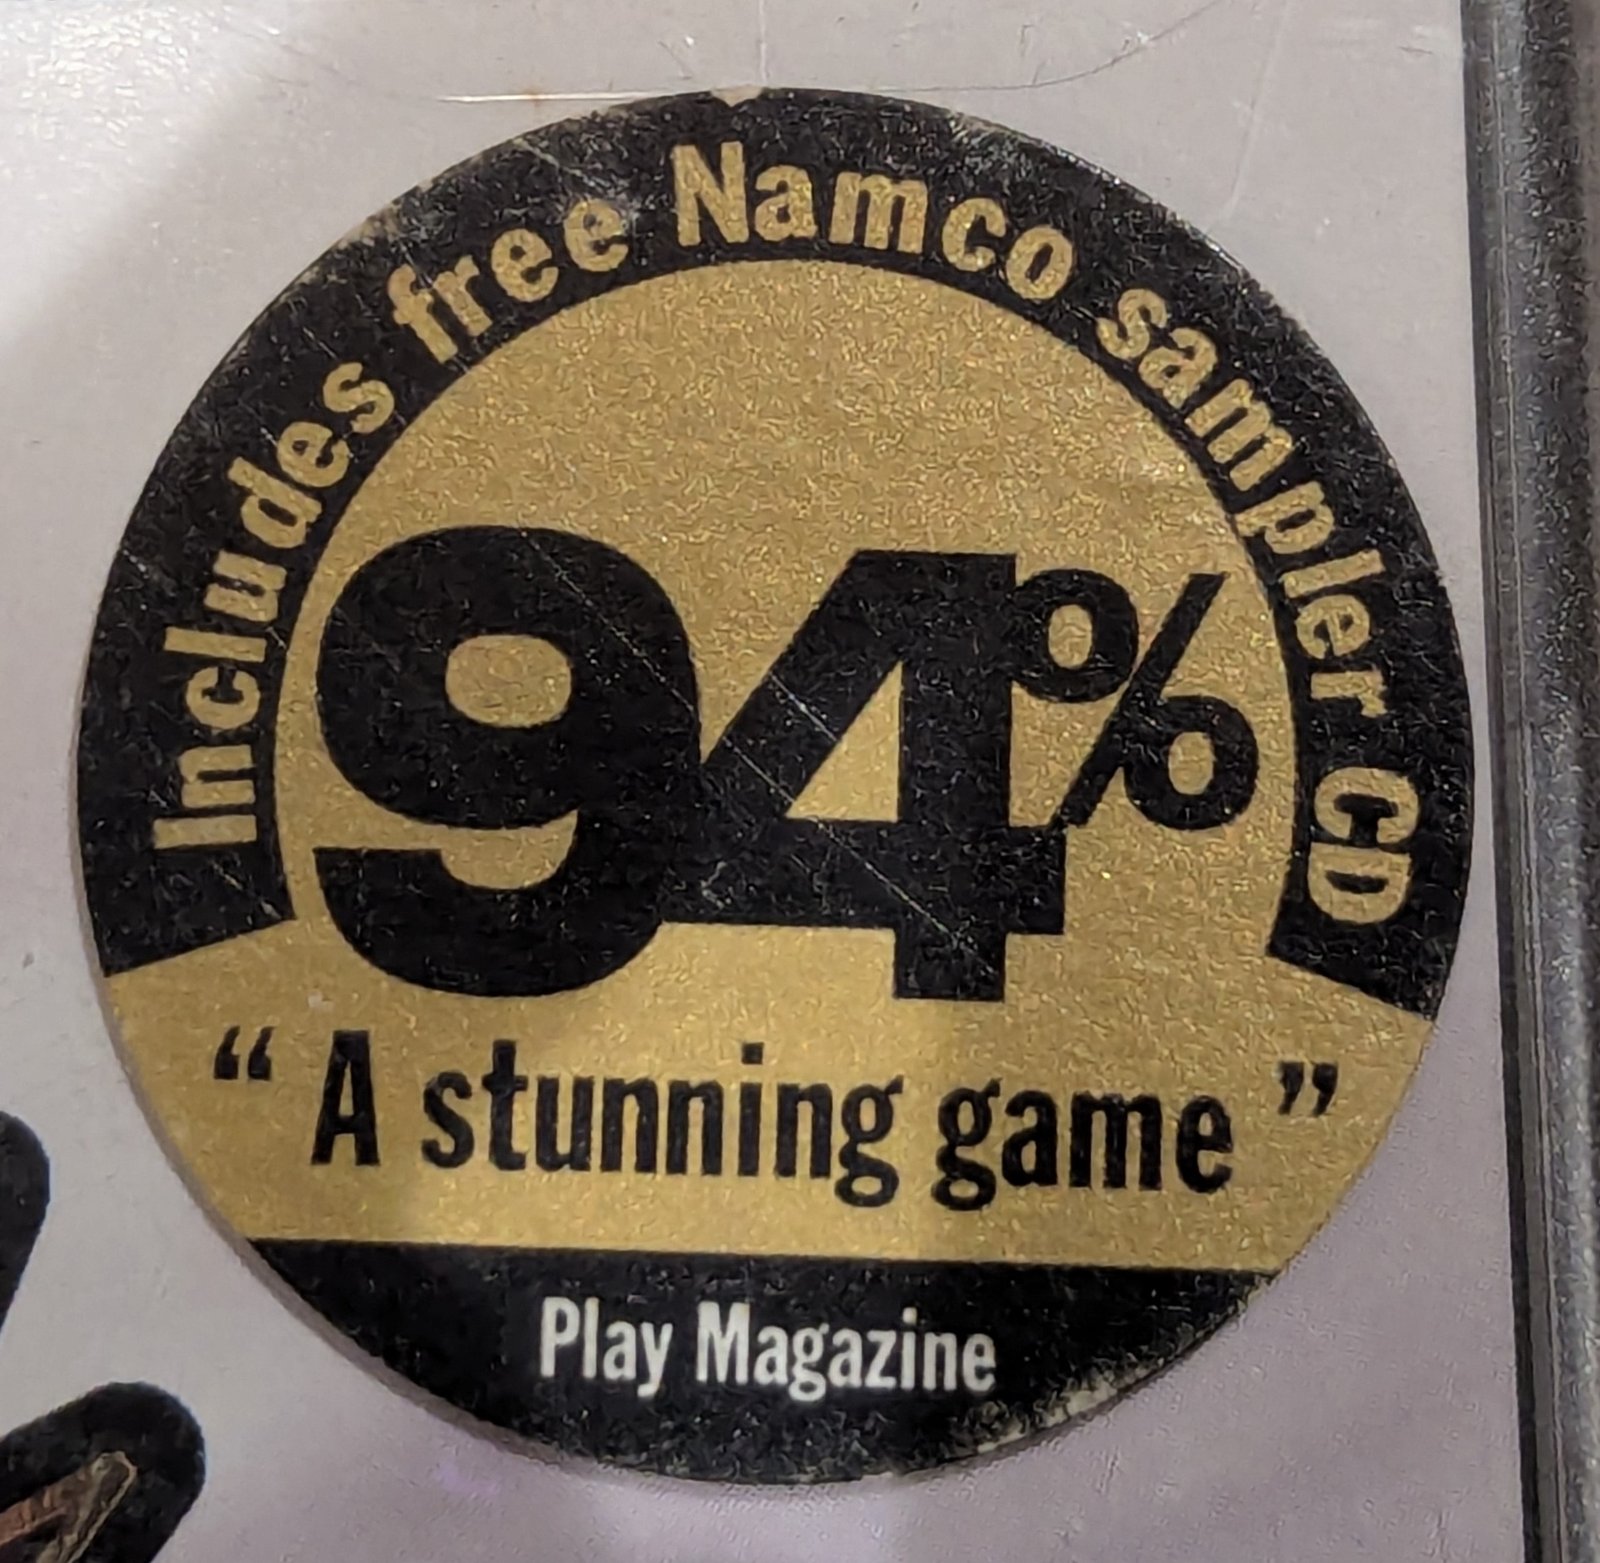 Includes free Namco sampler CD
94%
“ A stunning game ”
Play Magazine